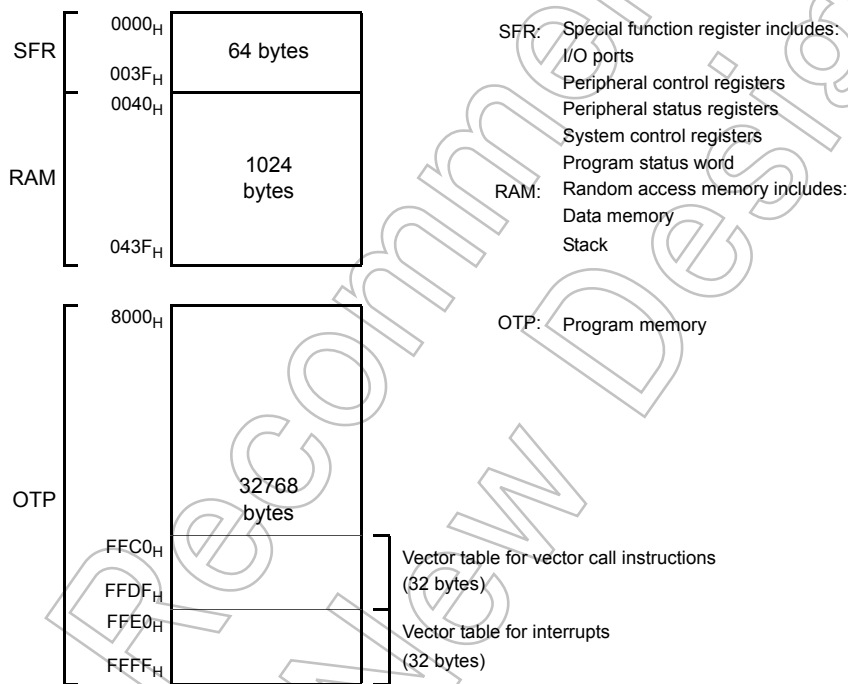 SFR
0000H
64 bytes
003FH
RAM
0040H
1024
bytes
043FH
8000H
OTP
32768
bytes
FFC0H
FFDFH
FFE0H
FFFFH
Vector table for vector call instructions
(32 bytes)
Vector table for interrupts
(32 bytes)
SFR: Special function register includes:
I/O ports
Peripheral control registers
Peripheral status registers
System control registers
Program status word
RAM: Random access memory includes:
Data memory
Stack
OTP: Program memory
Recommen
New Desig